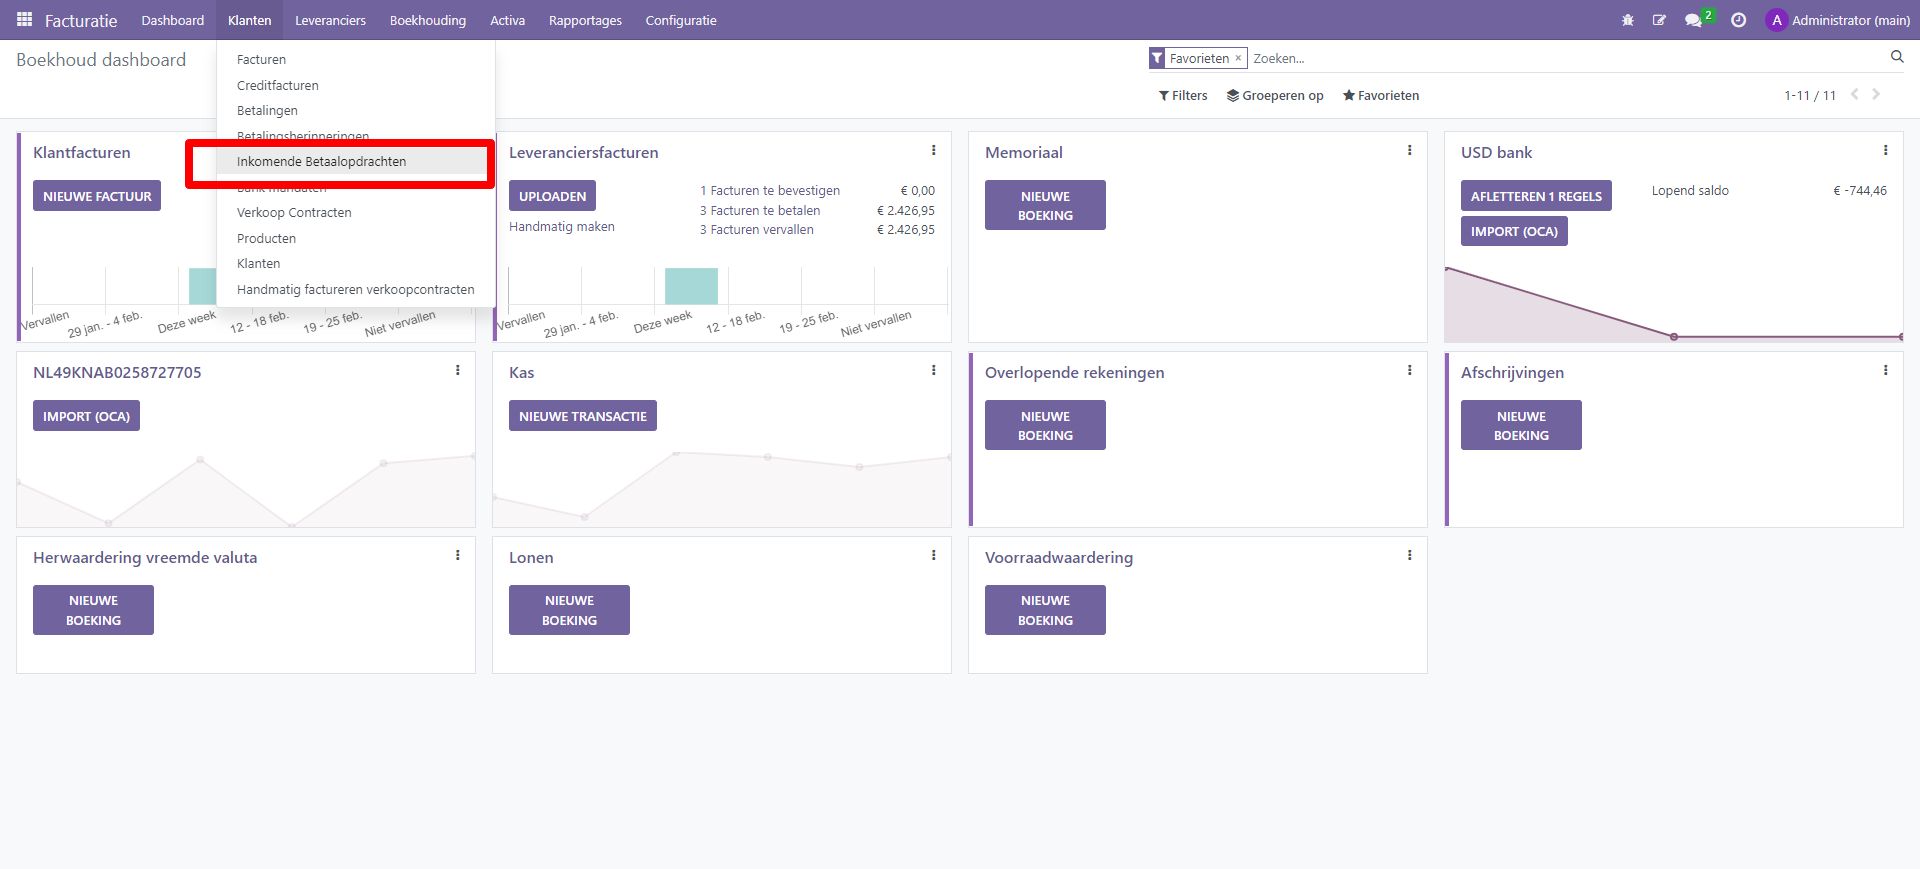 Facturatie Dashboard Klanten Leveranciers Boekhouding Activa Rapportages Configuratie 2 A Administrator (main)
Boekhoud dashboard
Favorieten × Zoeken...
Filters Groeperen op Favorieten 1-11 / 11
Facturen
Creditfacturen
Betalingen
Betalingsherinneringen
Inkomende Betaalopdrachten
Bank mandaten
Verkoop Contracten
Producten
Klanten
Handmatig factureren verkoopcontracten
Klantfacturen
NIEUWE FACTUUR
Vervallen 29 jan. - 4 feb. Deze week 12 - 18 feb. 19 - 25 feb. Niet vervallen
Leveranciersfacturen
UPLOADEN
Handmatig maken
1 Facturen te bevestigen € 0,00
3 Facturen te betalen € 2.426,95
3 Facturen vervallen € 2.426,95
Vervallen 29 jan. - 4 feb. Deze week 12 - 18 feb. 19 - 25 feb. Niet vervallen
Memoriaal
NIEUWE
BOEKING
USD bank
AFLETTEREN 1 REGELS
IMPORT (OCA)
Lopend saldo € -744,46
NL49KNAB0258727705
IMPORT (OCA)
Kas
NIEUWE TRANSACTIE
Overlopende rekeningen
NIEUWE
BOEKING
Afschrijvingen
NIEUWE
BOEKING
Herwaardering vreemde valuta
NIEUWE
BOEKING
Lonen
NIEUWE
BOEKING
Voorraadwaardering
NIEUWE
BOEKING